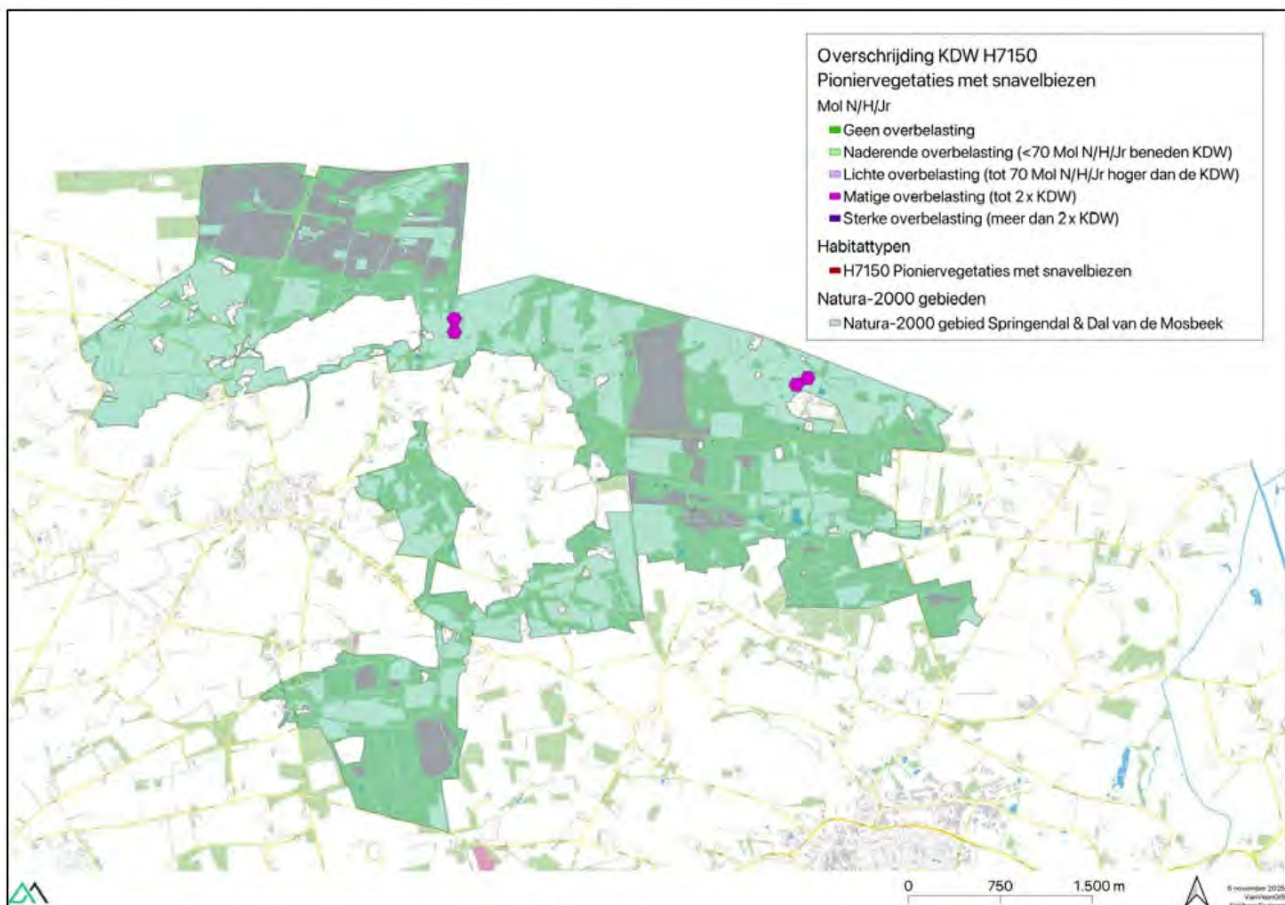 Overschrijding KDW H7150
Pioniervegetaties met snavelbiezen
Mol N/H/Jr
Geen overbelasting
Naderende overbelasting (<70 Mol N/H/Jr beneden KDW)
Lichte overbelasting (tot 70 Mol N/H/Jr hoger dan de KDW)
Matige overbelasting (tot 2 x KDW)
Sterke overbelasting (meer dan 2 x KDW)
Habitattypen
H7150 Pioniervegetaties met snavelbiezen
Natura-2000 gebieden
Natura-2000 gebied Springendal & Dal van de Mosbeek
0 750 1.500 m
6 november 2025